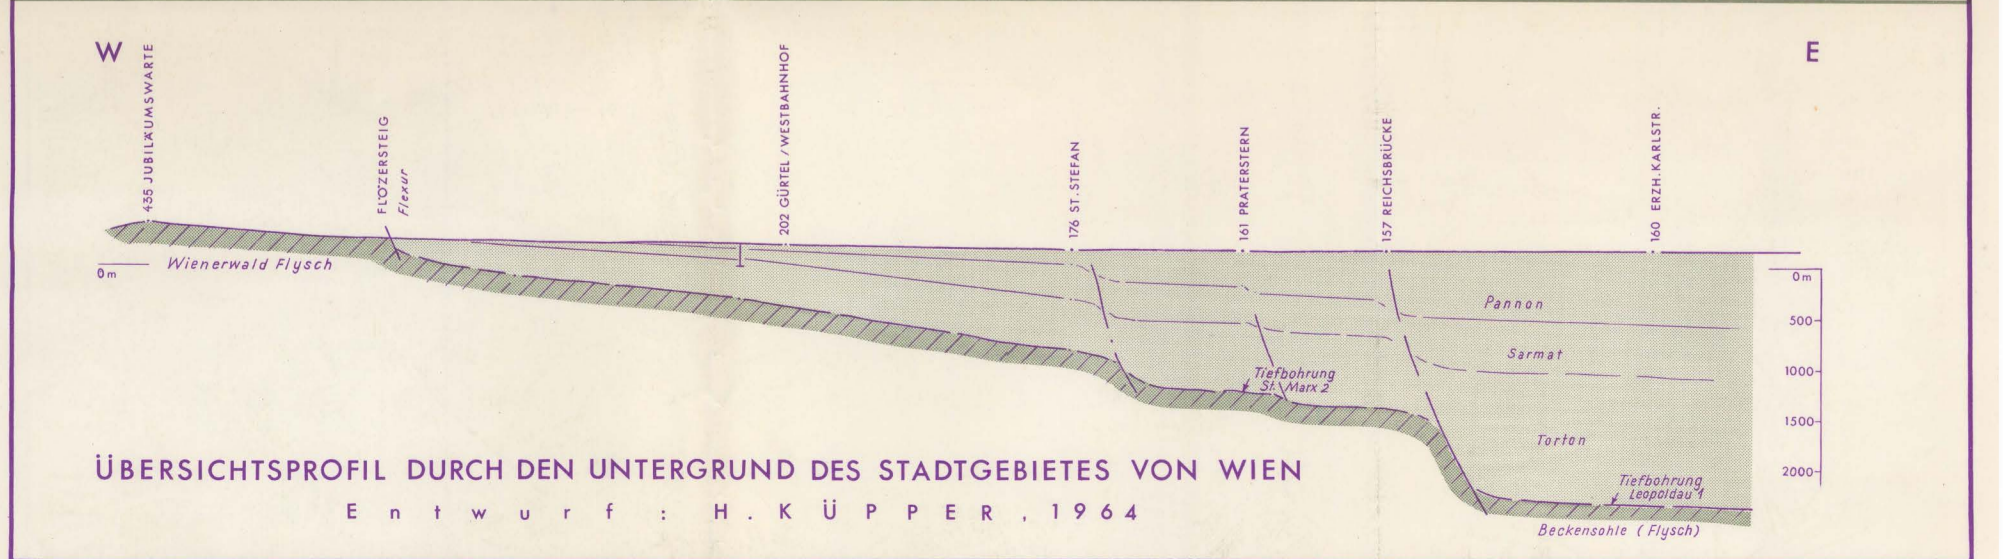 W
E
435 JUBILÄUMSWARTE
FLÖZERSTEIG
Flexur
202 GÜRTEL / WESTBAHNHOF
176 ST. STEFAN
161 PRATERSTERN
157 REICHSBRÜCKE
160 ERZH. KARLSTR.
0m
Wienerwald Flysch
0m
500
1000
1500
2000
Pannon
Sarmat
Torton
Tiefbohrung
St. Marx 2
Tiefbohrung
Leopoldau 1
Beckensohle (Flysch)
ÜBERSICHTSPROFIL DURCH DEN UNTERGRUND DES STADTGEBIETES VON WIEN
Entwurf : H. KÜPPER, 1964